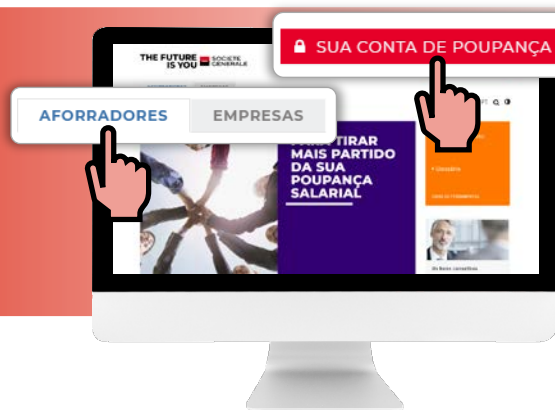 SUA CONTA DE POUPANÇA
THE FUTURE
IS YOU
SOCIETE
GENERALE
AFORRADORES
EMPRESAS
PARA TIRAR
MAIS PARTIDO
DA SUA
POUPANÇA
SALARIAL